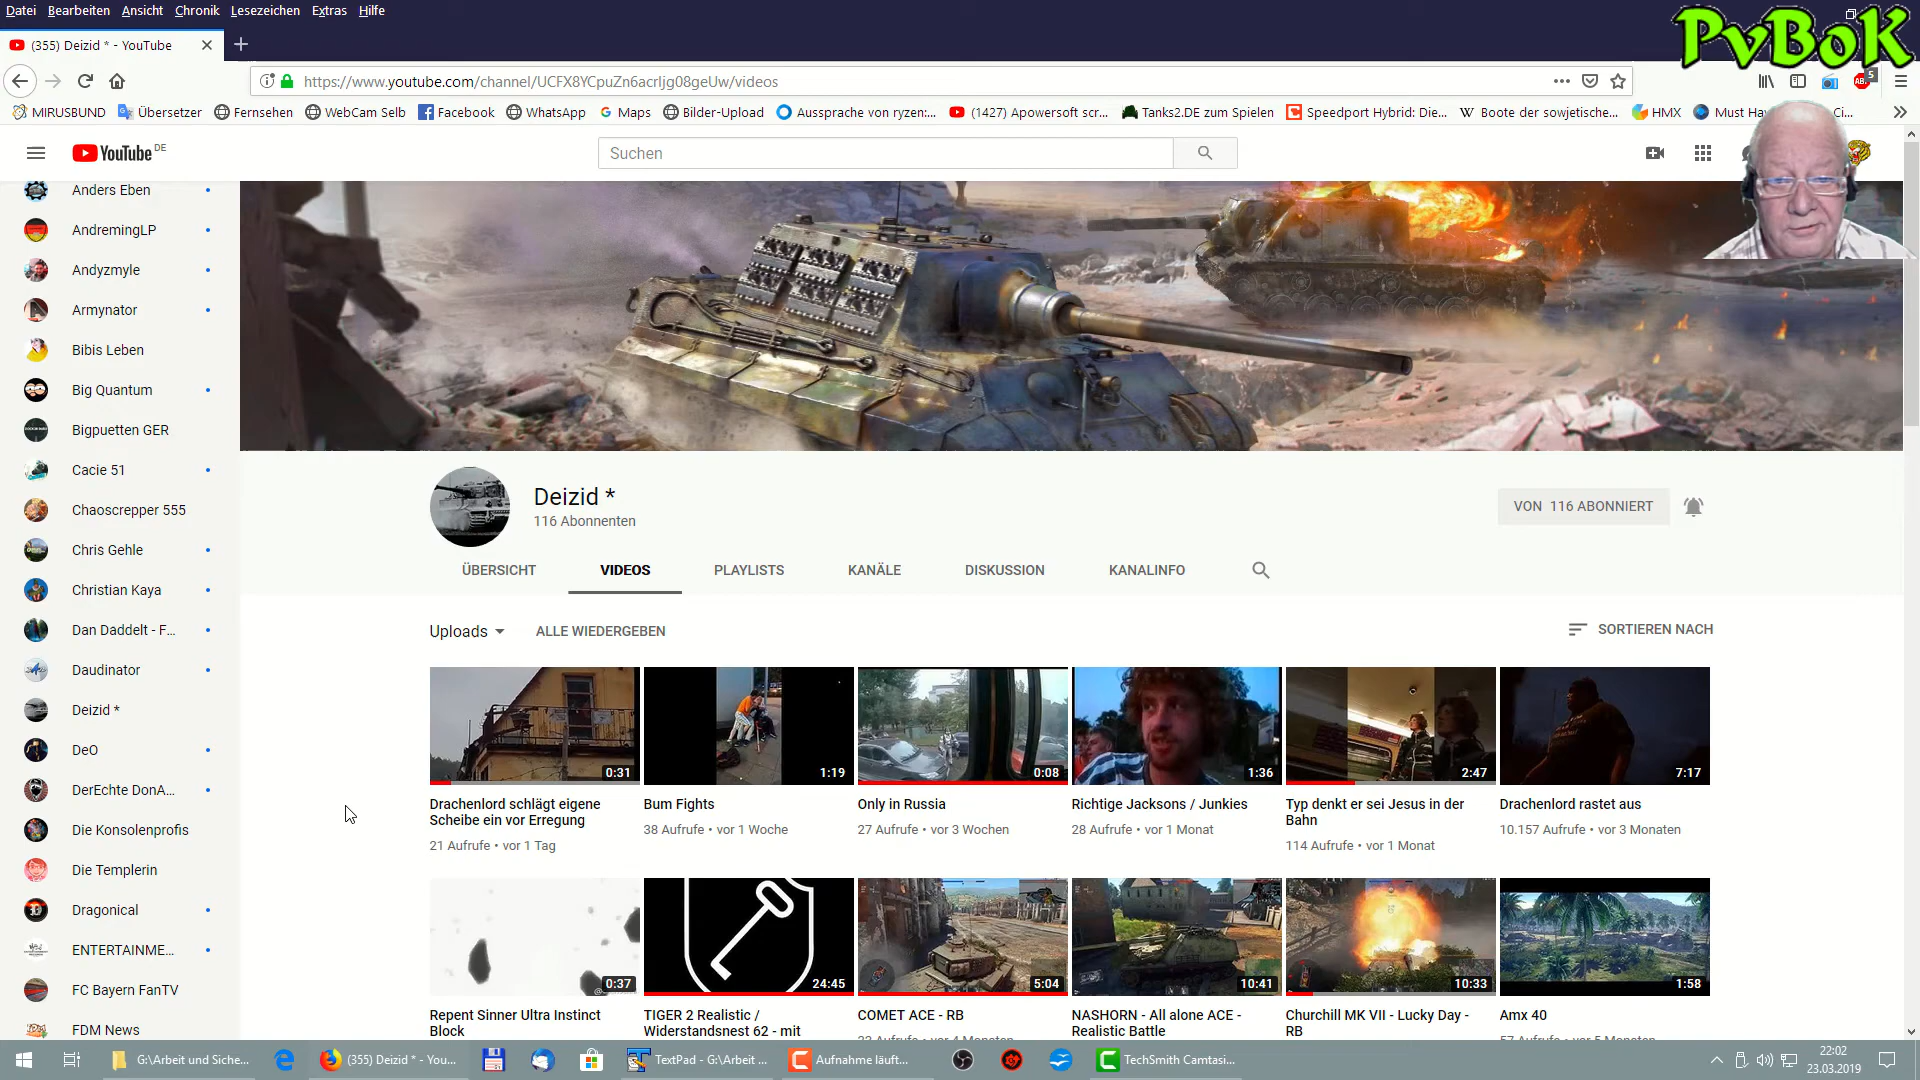 Datei Bearbeiten Ansicht Chronik Lesezeichen Extras Hilfe
PvBoK
(355) Deizid * - YouTube
https://www.youtube.com/channel/UCFX8YCpuZn6acrIjg08geUw/videos
5
MIRUSBUND Übersetzer Fernsehen WebCam Selb Facebook WhatsApp Maps Bilder-Upload Aussprache von ryzen:... (1427) Apowersoft scr... Tanks2.DE zum Spielen Speedport Hybrid: Die... Boote der sowjetische... HMX Must Ha Ci...
YouTube DE
Suchen
Anders Eben
AndremingLP
Andyzmyle
Armynator
Bibis Leben
Big Quantum
Bigpuetten GER
Cacie 51
Chaoscrepper 555
Chris Gehle
Christian Kaya
Dan Daddelt - F...
Daudinator
Deizid *
DeO
DerEchte DonA...
Die Konsolenprofis
Die Templerin
Dragonical
ENTERTAINME...
FC Bayern FanTV
FDM News
Deizid *
116 Abonnenten
VON 116 ABONNIERT
ÜBERSICHT VIDEOS PLAYLISTS KANÄLE DISKUSSION KANALINFO
Uploads ALLE WIEDERGEBEN SORTIEREN NACH
0:31 1:19 0:08 1:36 2:47 7:17
Drachenlord schlägt eigene
Scheibe ein vor Erregung
21 Aufrufe • vor 1 Tag
Bum Fights
38 Aufrufe • vor 1 Woche
Only in Russia
27 Aufrufe • vor 3 Wochen
Richtige Jacksons / Junkies
28 Aufrufe • vor 1 Monat
Typ denkt er sei Jesus in der
Bahn
114 Aufrufe • vor 1 Monat
Drachenlord rastet aus
10.157 Aufrufe • vor 3 Monaten
0:37 24:45 5:04 10:41 10:33 1:58
Repent Sinner Ultra Instinct
Block
TIGER 2 Realistic /
Widerstandsnest 62 - mit
COMET ACE - RB
NASHORN - All alone ACE -
Realistic Battle
Churchill MK VII - Lucky Day -
RB
Amx 40
G:\Arbeit und Siche... (355) Deizid * - You... TextPad - G:\Arbeit ... Aufnahme läuft... TechSmith Camtasi...
22:02
23.03.2019